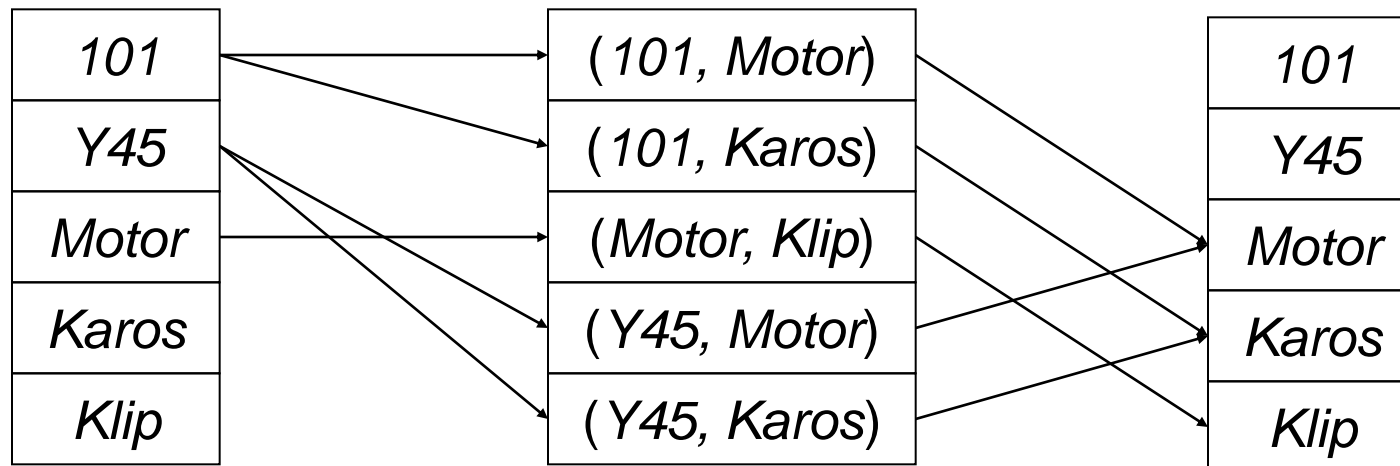 101
Y45
Motor
Karos
Klip
(101, Motor)
(101, Karos)
(Motor, Klip)
(Y45, Motor)
(Y45, Karos)
101
Y45
Motor
Karos
Klip